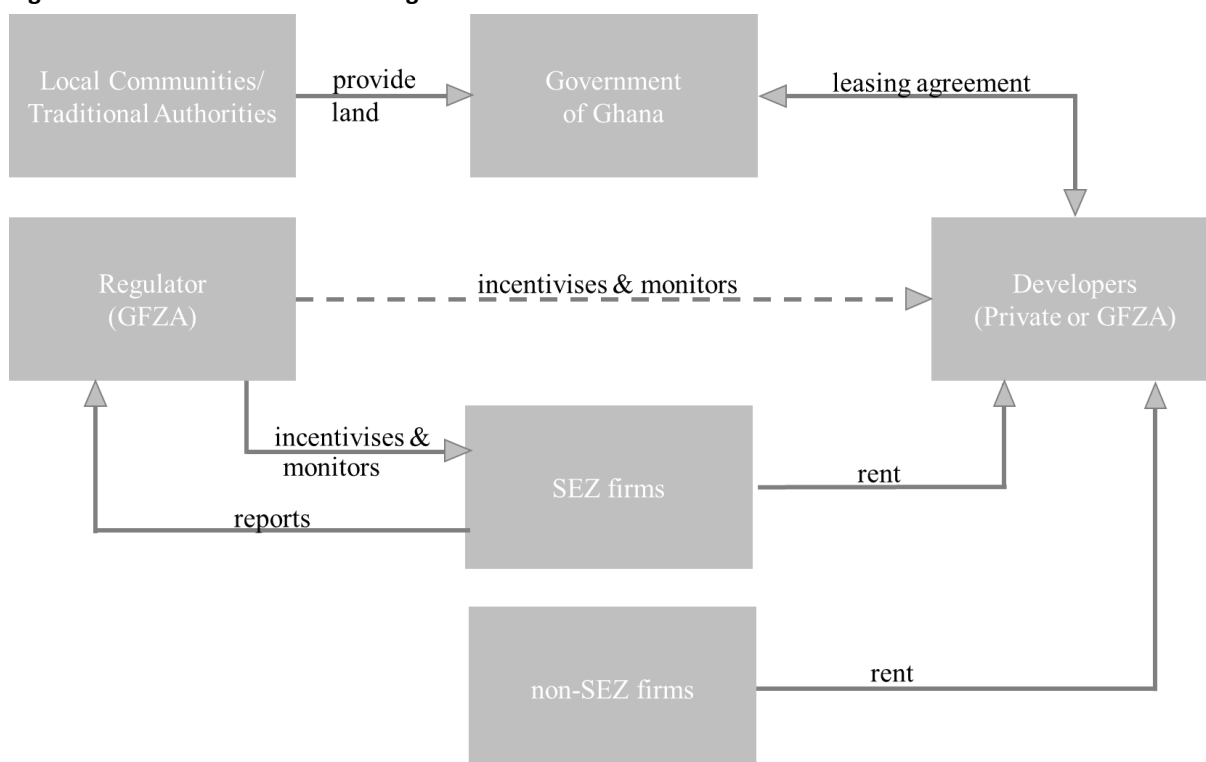 Local Communities/
Traditional Authorities
provide
land
Government
of Ghana
leasing agreement
Regulator
(GFZA)
incentivises & monitors
Developers
(Private or GFZA)
incentivises &
monitors
SEZ firms
rent
reports
non-SEZ firms
rent